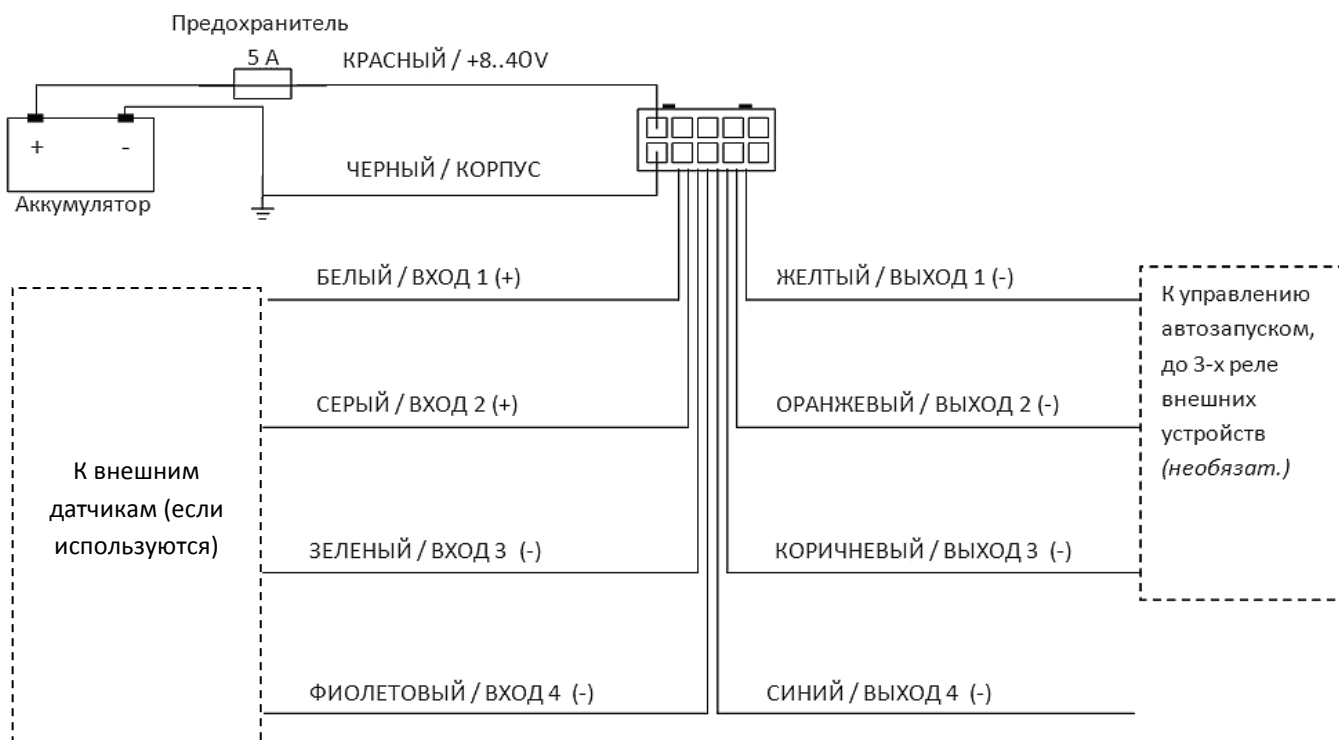 Предохранитель
5 А
КРАСНЫЙ / +8..40V
+ -
Аккумулятор
ЧЕРНЫЙ / КОРПУС
БЕЛЫЙ / ВХОД 1 (+)
СЕРЫЙ / ВХОД 2 (+)
ЗЕЛЕНЫЙ / ВХОД 3 (-)
ФИОЛЕТОВЫЙ / ВХОД 4 (-)
К внешним
датчикам (если
используются)
ЖЕЛТЫЙ / ВЫХОД 1 (-)
ОРАНЖЕВЫЙ / ВЫХОД 2 (-)
КОРИЧНЕВЫЙ / ВЫХОД 3 (-)
СИНИЙ / ВЫХОД 4 (-)
К управлению
автозапуском,
до 3-х реле
внешних
устройств
(необязат.)